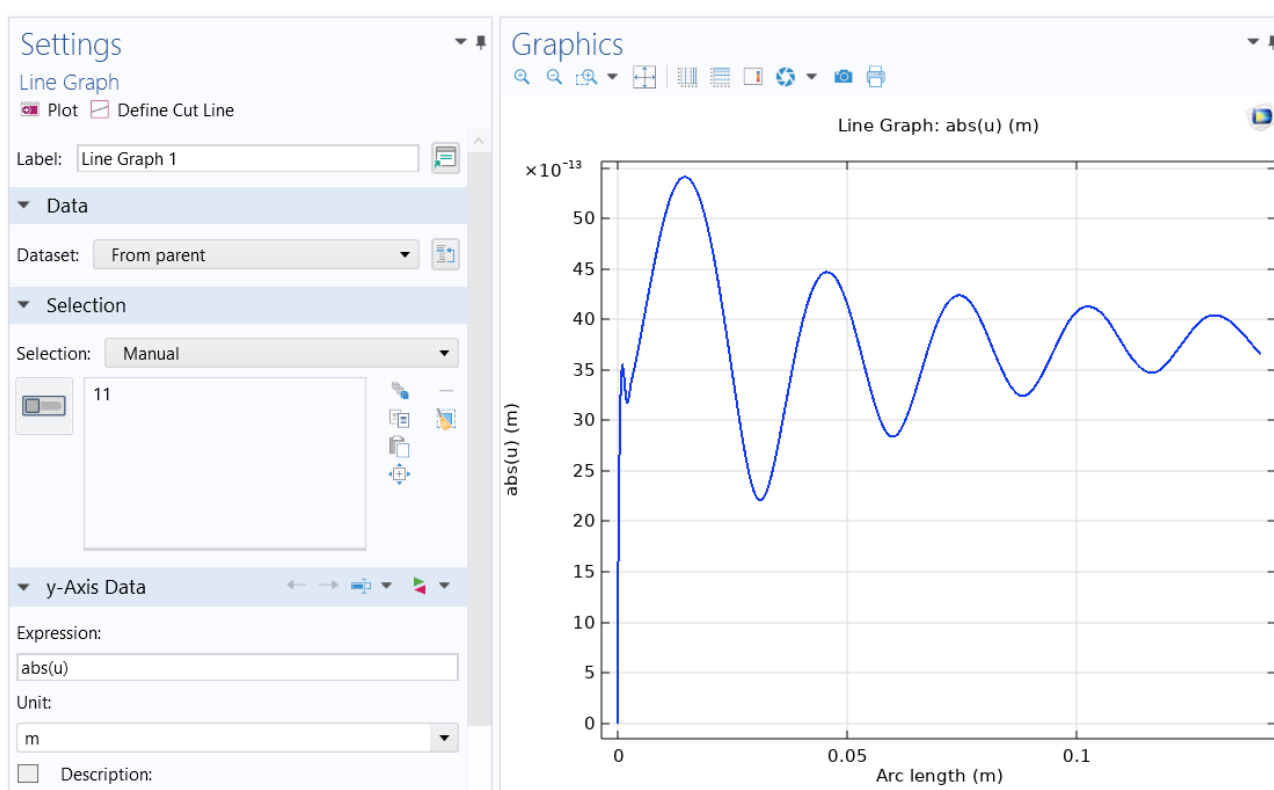 Settings
Line Graph
Plot Define Cut Line
Label: Line Graph 1
Data
Dataset: From parent
Selection
Selection: Manual
11
y-Axis Data
Expression:
abs(u)
Unit:
m
Description:
Graphics
Line Graph: abs(u) (m)
×10⁻¹³
50
45
40
35
30
25
20
15
10
5
0
abs(u) (m)
0 0.05 0.1
Arc length (m)